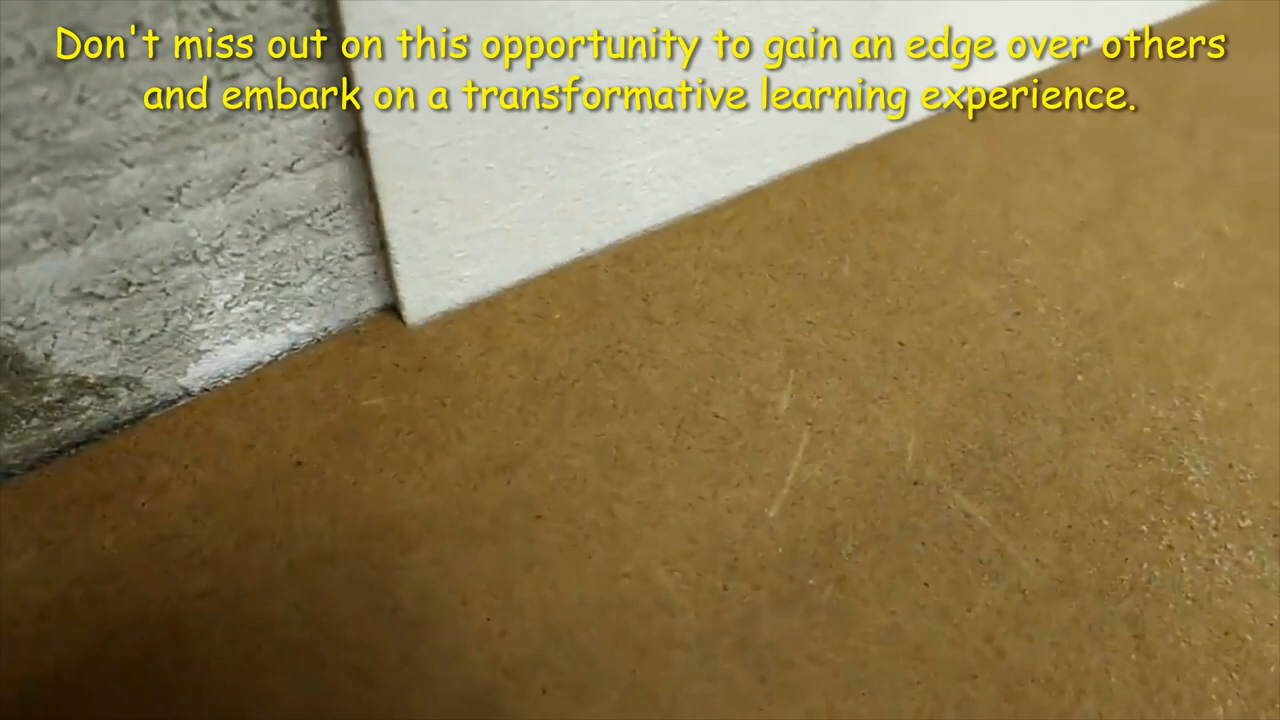 Don't miss out on this opportunity to gain an edge over others
and embark on a transformative learning experience.